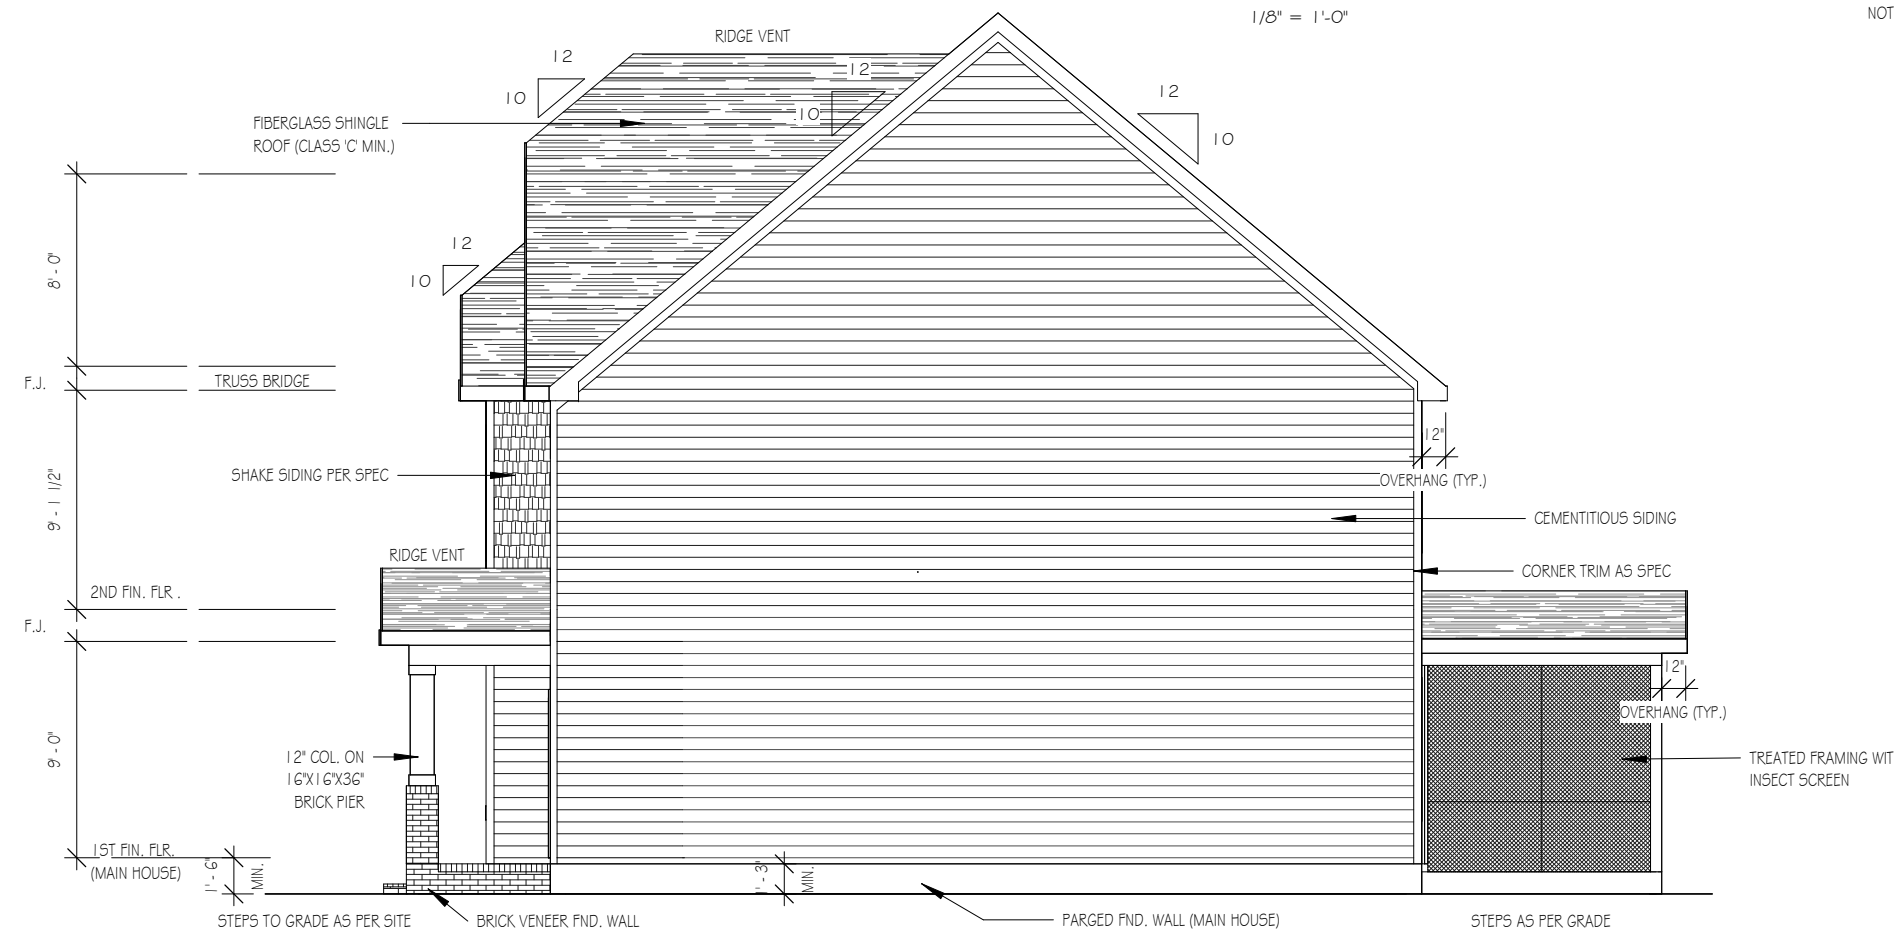 1/8" = 1'-0"
NOT
RIDGE VENT
12
10
12
10
12
10
FIBERGLASS SHINGLE
ROOF (CLASS 'C' MIN.)
12
10
8' - 0"
F.J.
TRUSS BRIDGE
12"
OVERHANG (TYP.)
SHAKE SIDING PER SPEC
9' - 1 1/2"
CEMENTITIOUS SIDING
RIDGE VENT
CORNER TRIM AS SPEC
2ND FIN. FLR .
F.J.
12"
OVERHANG (TYP.)
9' - 0"
12" COL. ON
16"X16"X36"
BRICK PIER
TREATED FRAMING WIT
INSECT SCREEN
1ST FIN. FLR.
(MAIN HOUSE)
1' - 6"
MIN.
1' - 3"
MIN.
STEPS TO GRADE AS PER SITE
BRICK VENEER FND. WALL
PARGED FND. WALL (MAIN HOUSE)
STEPS AS PER GRADE